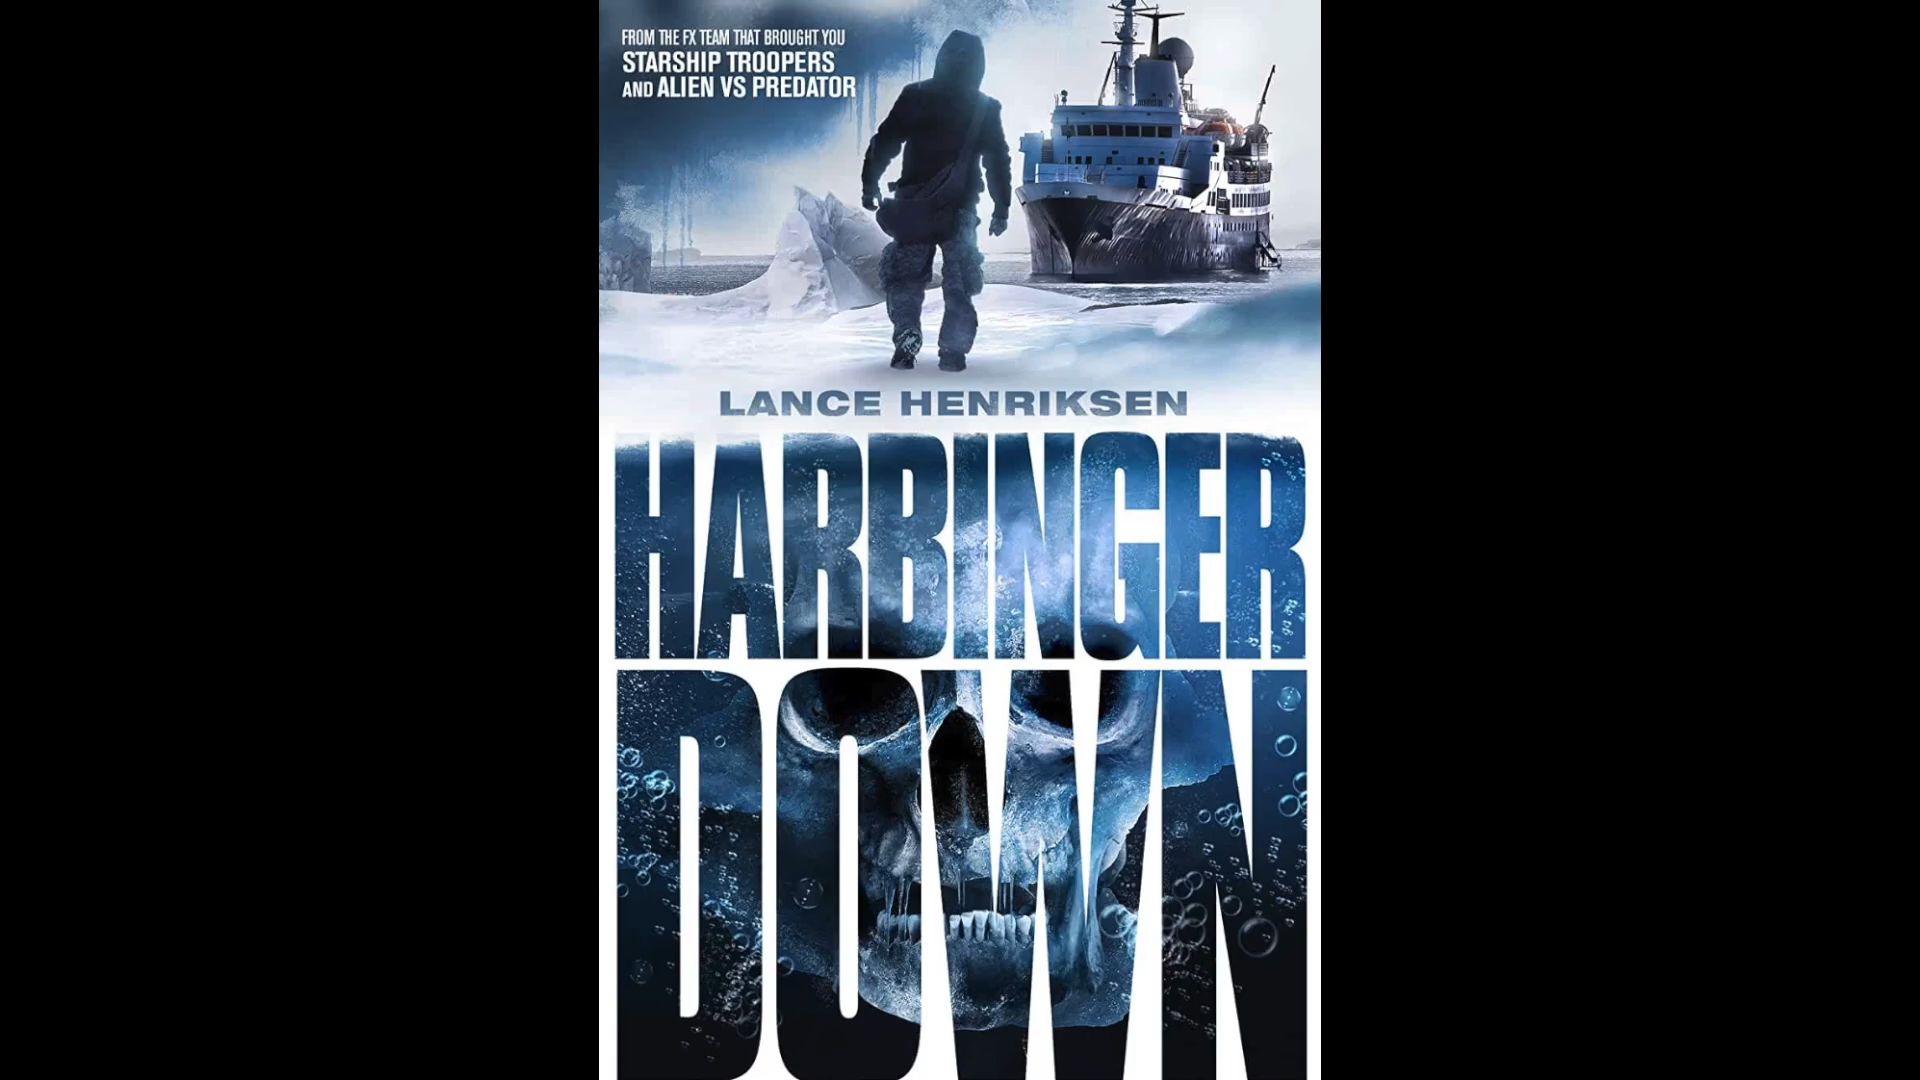 FROM THE FX TEAM THAT BROUGHT YOU
STARSHIP TROOPERS
AND ALIEN VS PREDATOR
LANCE HENRIKSEN
HARBINGER
DOWN